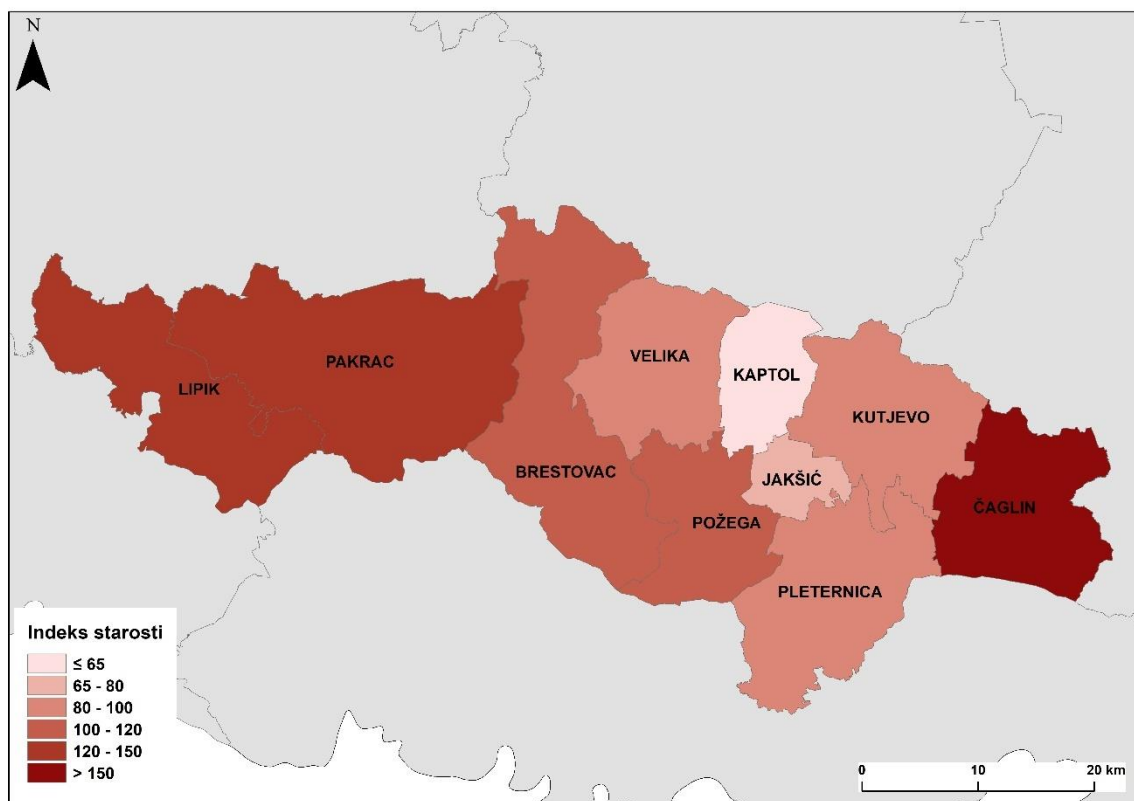 N
PAKRAC
LIPIK
VELIKA
KAPTOL
KUTJEVO
BRESTOVAC
JAKŠIĆ
POŽEGA
ČAGLIN
PLETERNICA
Indeks starosti
≤ 65
65 - 80
80 - 100
100 - 120
120 - 150
> 150
0 10 20 km